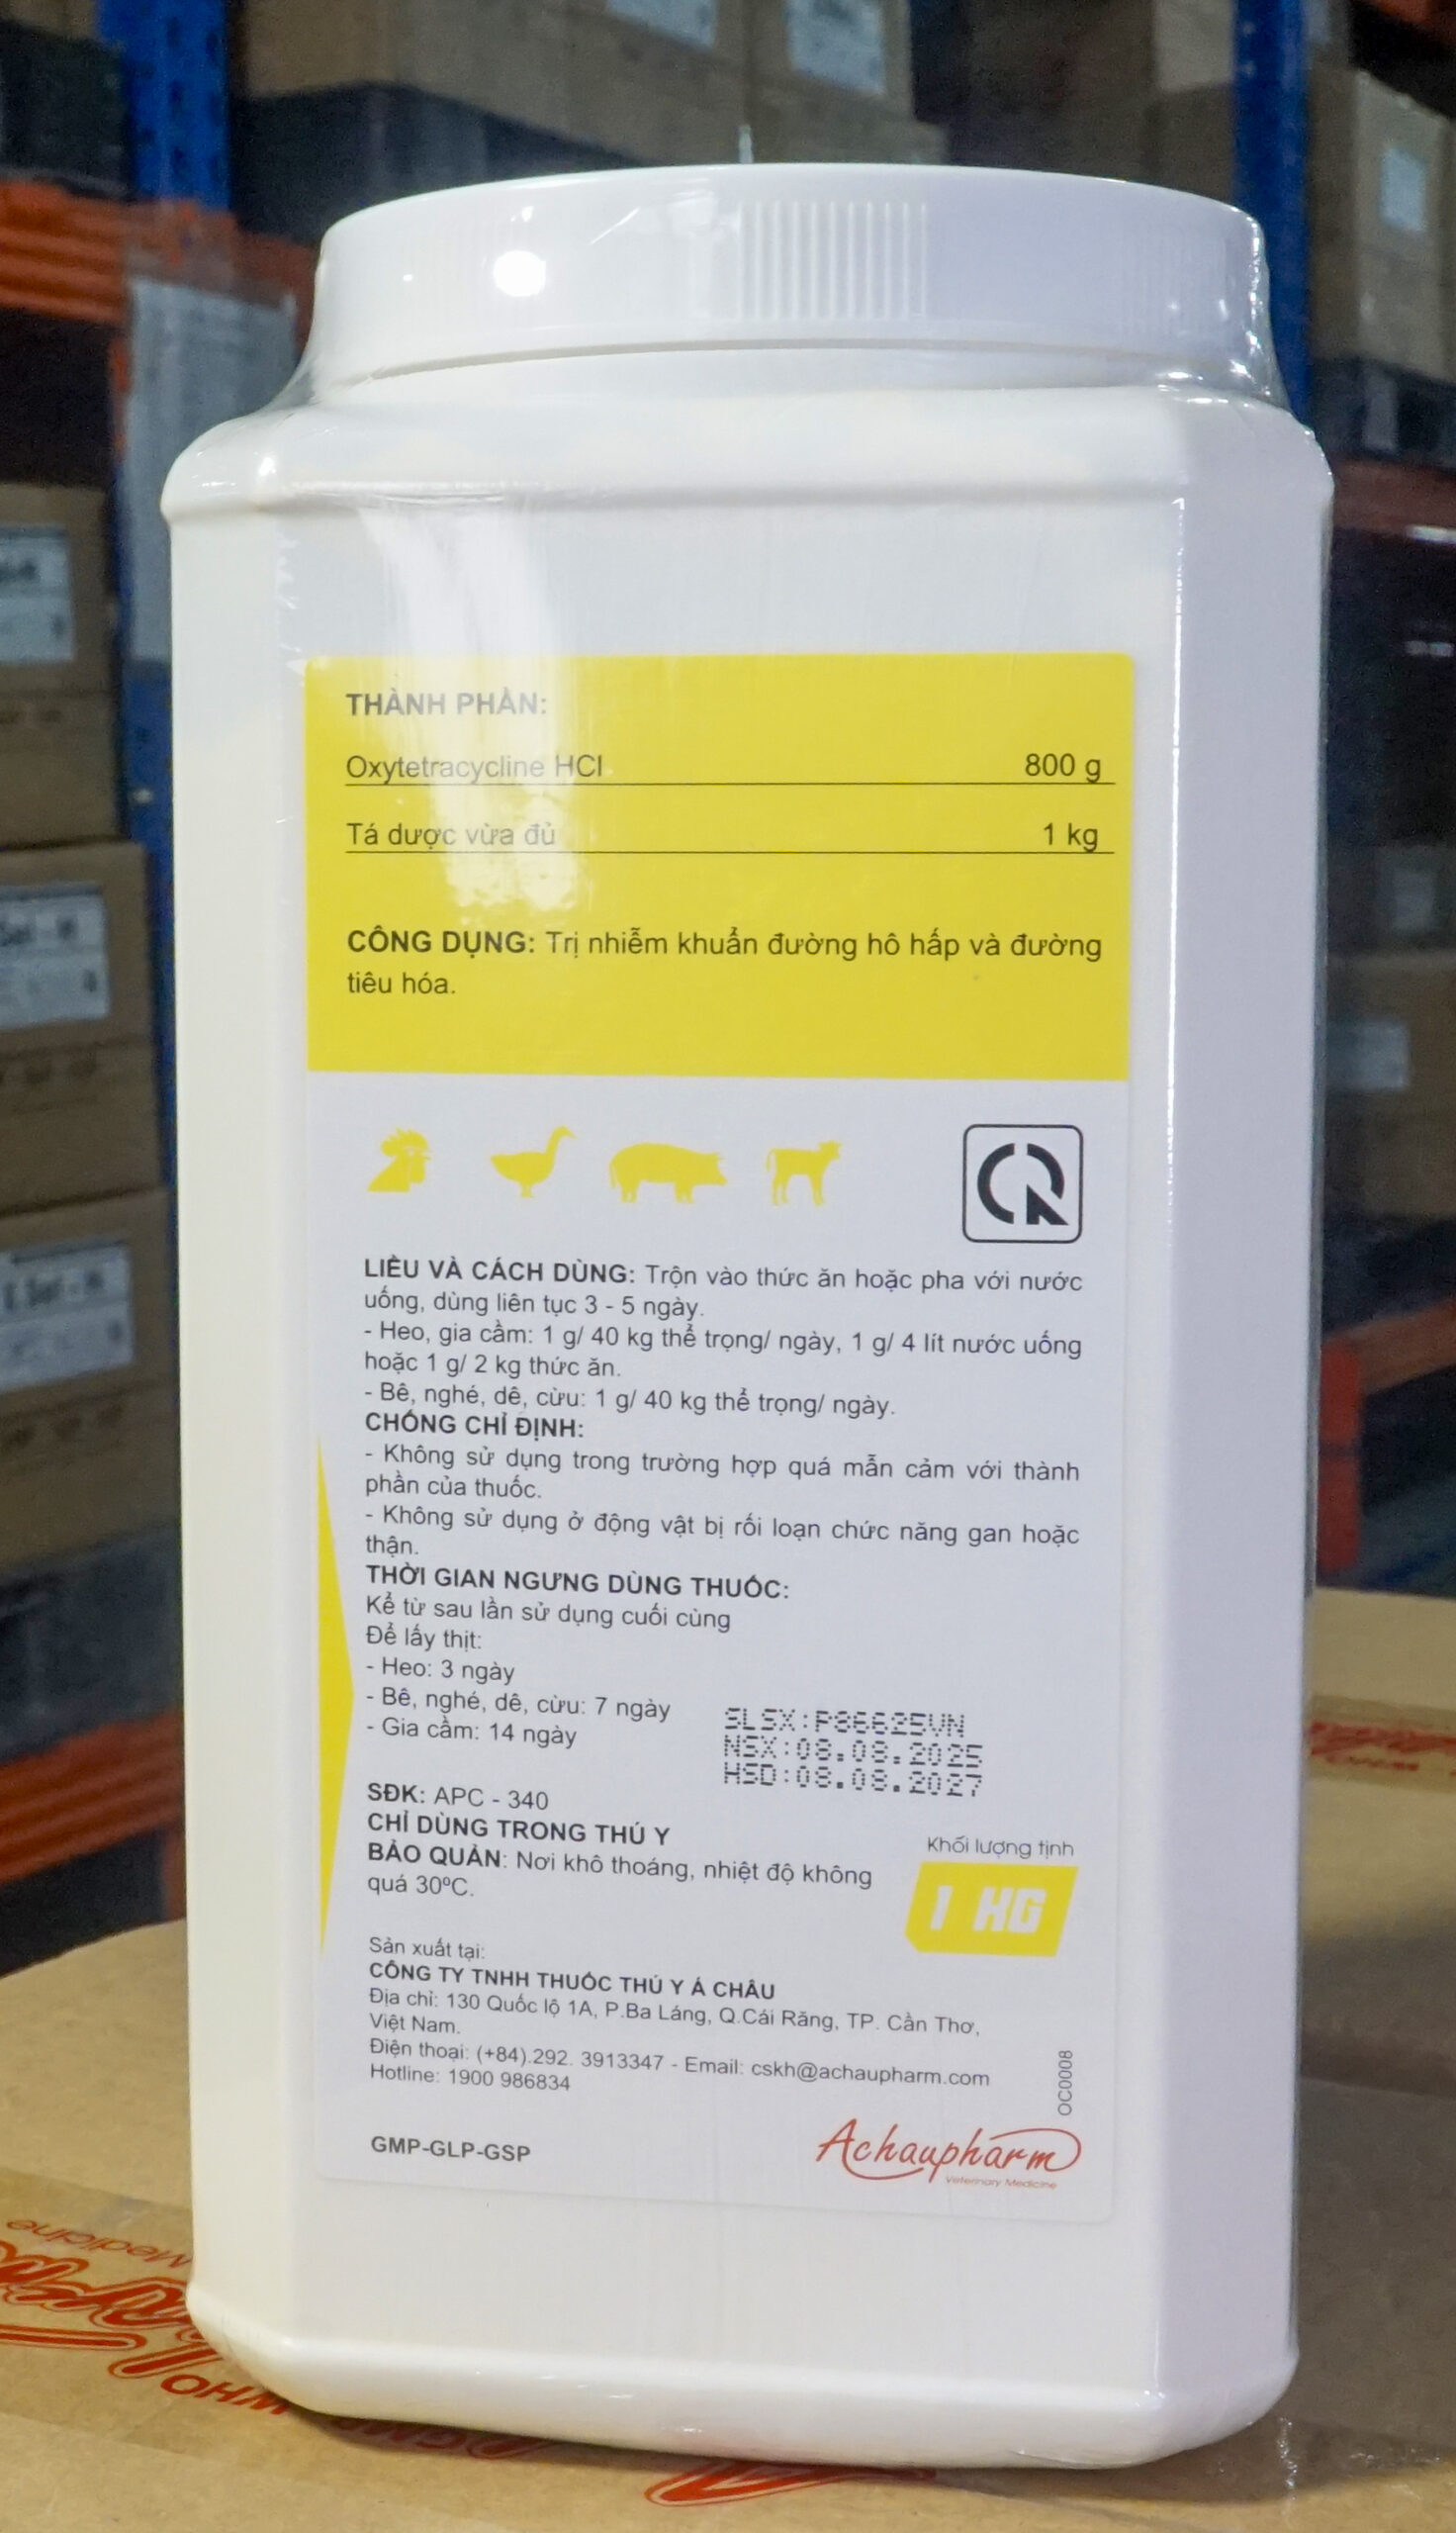 THÀNH PHẦN:
Oxytetracycline HCl 800 g
Tá dược vừa đủ 1 kg
CÔNG DỤNG: Trị nhiễm khuẩn đường hô hấp và đường
tiêu hóa.
LIỀU VÀ CÁCH DÙNG: Trộn vào thức ăn hoặc pha với nước
uống, dùng liên tục 3 - 5 ngày.
- Heo, gia cầm: 1 g/ 40 kg thể trọng/ ngày, 1 g/ 4 lít nước uống
hoặc 1 g/ 2 kg thức ăn.
- Bê, nghé, dê, cừu: 1 g/ 40 kg thể trọng/ ngày.
CHỐNG CHỈ ĐỊNH:
- Không sử dụng trong trường hợp quá mẫn cảm với thành
phần của thuốc.
- Không sử dụng ở động vật bị rối loạn chức năng gan hoặc
thận.
THỜI GIAN NGƯNG DÙNG THUỐC:
Kể từ sau lần sử dụng cuối cùng
Để lấy thịt:
- Heo: 3 ngày
- Bê, nghé, dê, cừu: 7 ngày
- Gia cầm: 14 ngày
SLSX:P86625VN
NSX:08.08.2025
HSD:08.08.2027
SĐK: APC - 340
CHỈ DÙNG TRONG THÚ Y
BẢO QUẢN: Nơi khô thoáng, nhiệt độ không
quá 30ºC.
Khối lượng tịnh
1 KG
Sản xuất tại:
CÔNG TY TNHH THUỐC THÚ Y Á CHÂU
Địa chỉ: 130 Quốc lộ 1A, P.Ba Láng, Q.Cái Răng, TP. Cần Thơ,
Việt Nam.
Điện thoại: (+84).292. 3913347 - Email: cskh@achaupharm.com
Hotline: 1900 986834
OC0008
GMP-GLP-GSP
Achaupharm
Veterinary Medicine
Medicine
WHO